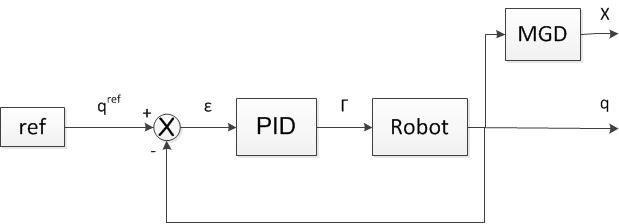 X
MGD
q^ref
ε
Γ
q
+
ref
X
PID
Robot
-